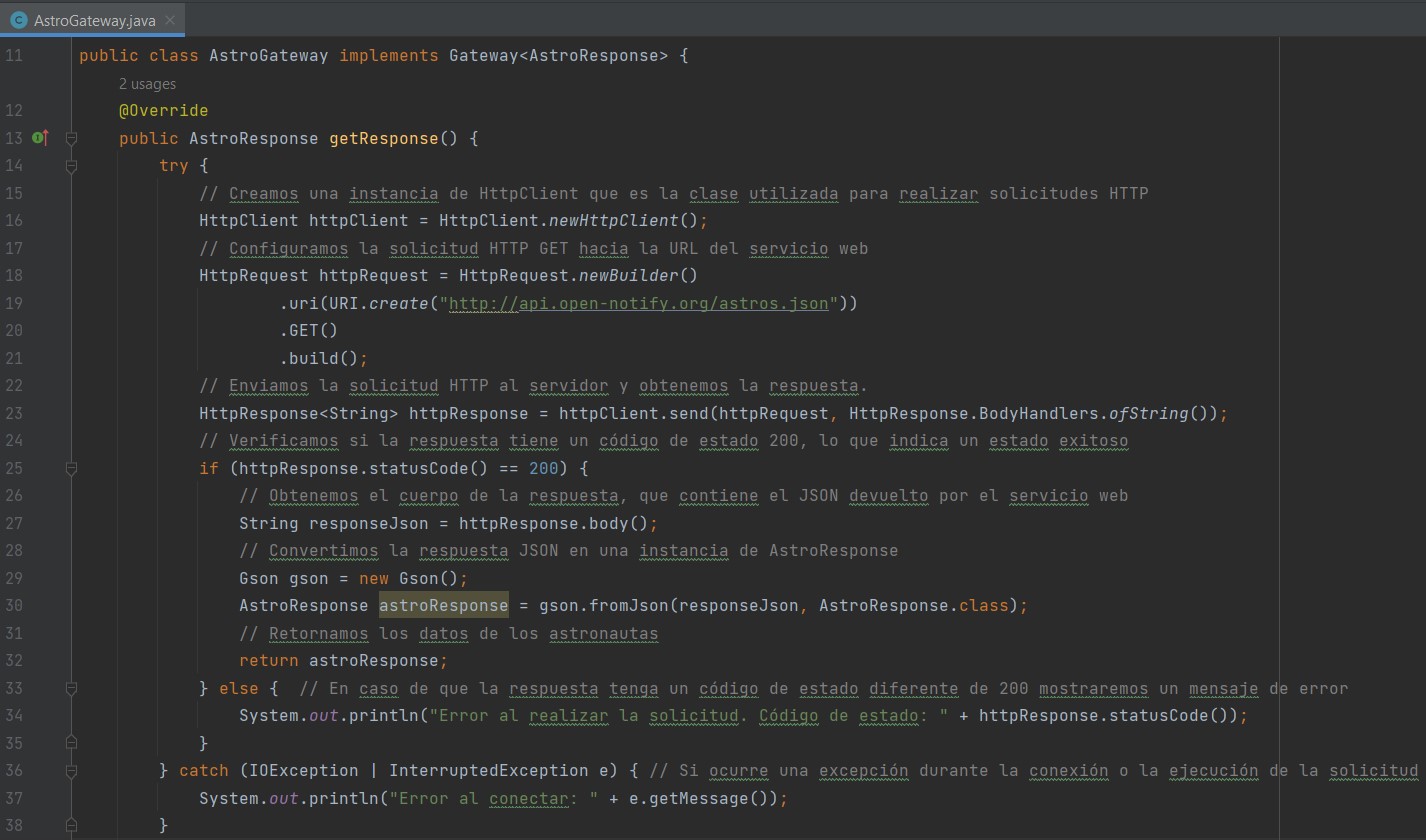 AstroGateway.java
11 public class AstroGateway implements Gateway<AstroResponse> {
2 usages
12 @Override
13 public AstroResponse getResponse() {
14 try {
15 // Creamos una instancia de HttpClient que es la clase utilizada para realizar solicitudes HTTP
16 HttpClient httpClient = HttpClient.newHttpClient();
17 // Configuramos la solicitud HTTP GET hacia la URL del servicio web
18 HttpRequest httpRequest = HttpRequest.newBuilder()
19 .uri(URI.create("http://api.open-notify.org/astros.json"))
20 .GET()
21 .build();
22 // Enviamos la solicitud HTTP al servidor y obtenemos la respuesta.
23 HttpResponse<String> httpResponse = httpClient.send(httpRequest, HttpResponse.BodyHandlers.ofString());
24 // Verificamos si la respuesta tiene un código de estado 200, lo que indica un estado exitoso
25 if (httpResponse.statusCode() == 200) {
26 // Obtenemos el cuerpo de la respuesta, que contiene el JSON devuelto por el servicio web
27 String responseJson = httpResponse.body();
28 // Convertimos la respuesta JSON en una instancia de AstroResponse
29 Gson gson = new Gson();
30 AstroResponse astroResponse = gson.fromJson(responseJson, AstroResponse.class);
31 // Retornamos los datos de los astronautas
32 return astroResponse;
33 } else {  // En caso de que la respuesta tenga un código de estado diferente de 200 mostraremos un mensaje de error
34 System.out.println("Error al realizar la solicitud. Código de estado: " + httpResponse.statusCode());
35 }
36 } catch (IOException | InterruptedException e) { // Si ocurre una excepción durante la conexión o la ejecución de la solicitud
37 System.out.println("Error al conectar: " + e.getMessage());
38 }